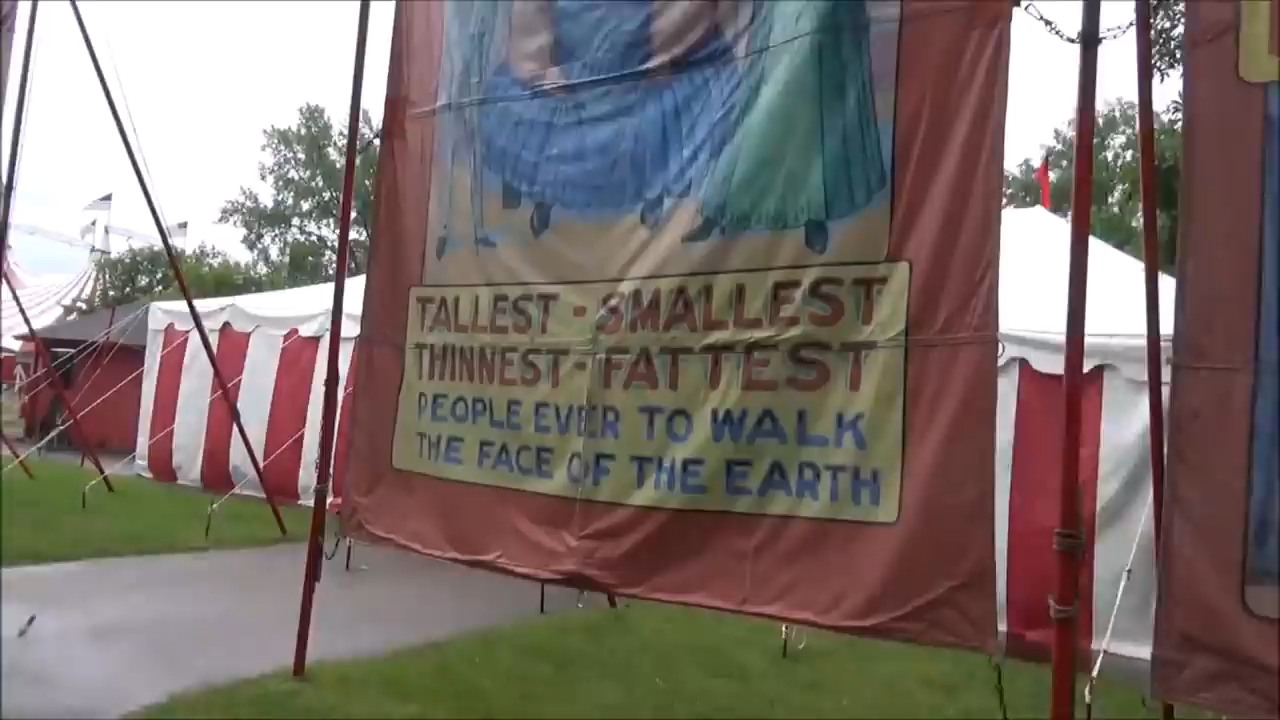 TALLEST - SMALLEST
THINNEST - FATTEST
PEOPLE EVER TO WALK
THE FACE OF THE EARTH